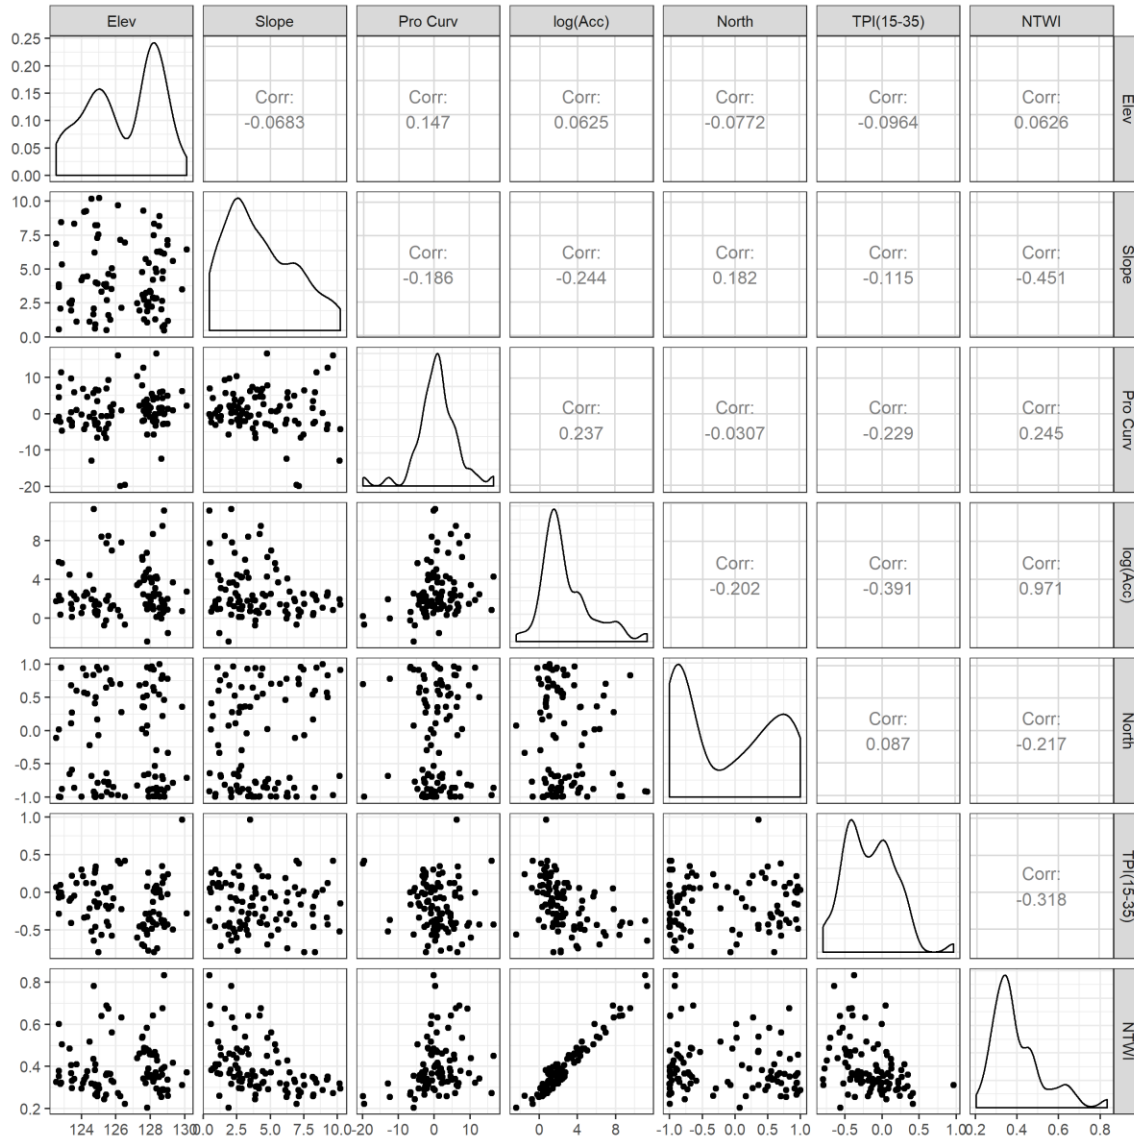 Elev Slope Pro Curv log(Acc) North TPI(15-35) NTWI
0.25
0.20
0.15
0.10
0.05
0.00
Corr: Corr: Corr: Corr: Corr: Corr:
-0.0683 0.147 0.0625 -0.0772 -0.0964 0.0626
Elev
10.0
7.5
5.0
2.5
0.0
Corr: Corr: Corr: Corr: Corr:
-0.186 -0.244 0.182 -0.115 -0.451
Slope
10
0
-10
-20
Corr: Corr: Corr: Corr:
0.237 -0.0307 -0.229 0.245
Pro Curv
8
4
0
Corr: Corr: Corr:
-0.202 -0.391 0.971
log(Acc)
1.0
0.5
0.0
-0.5
-1.0
Corr: Corr:
0.087 -0.217
North
1.0
0.5
0.0
-0.5
Corr:
-0.318
TPI(15-35)
0.8
0.6
0.4
0.2
NTWI
124 126 128 130 0.0 2.5 5.0 7.5 10.0 -20 -10 0 10 0 4 8 -1.0 -0.5 0.0 0.5 1.0 -0.5 0.0 0.5 1.0 0.2 0.4 0.6 0.8